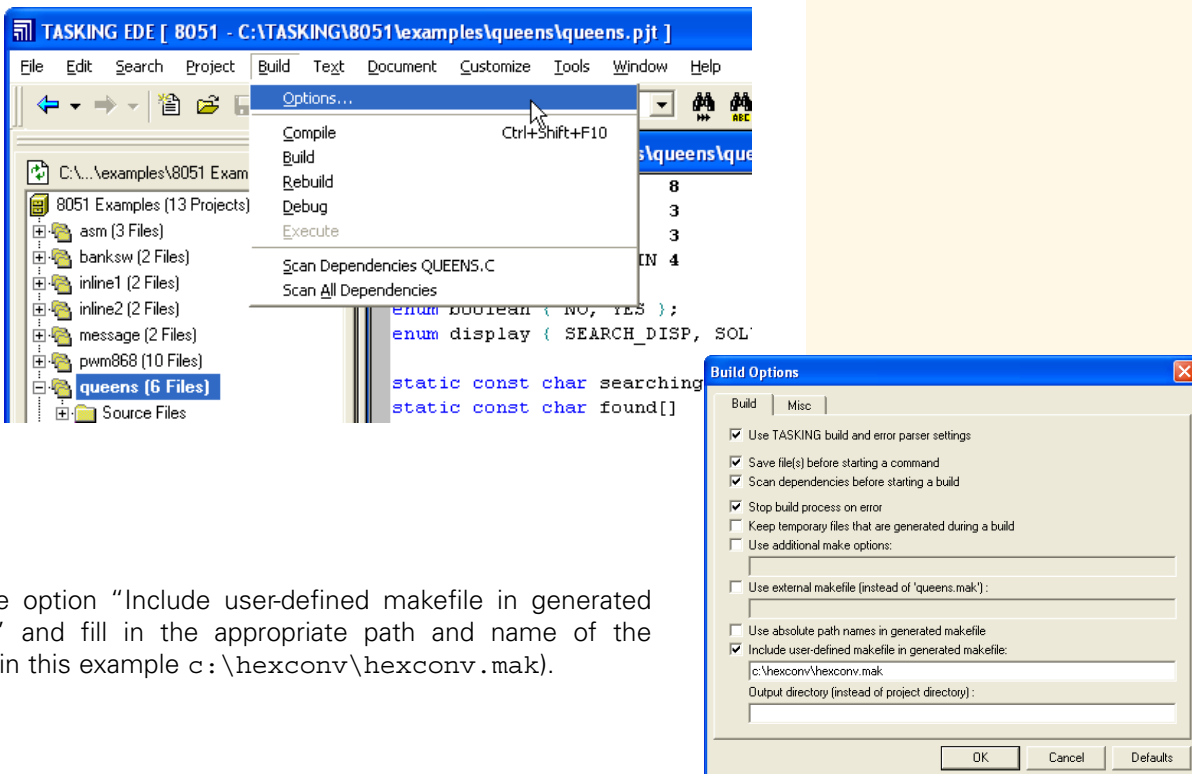 TASKING EDE [ 8051 - C:\TASKING\8051\examples\queens\queens.pjt ]
File Edit Search Project Build Text Document Customize Tools Window Help
Options...
Compile Ctrl+Shift+F10
Build
Rebuild
Debug
Execute
Scan Dependencies QUEENS.C
Scan All Dependencies
ABC
C:\...\examples\8051 Exam
8051 Examples (13 Projects)
asm (3 Files)
banksw (2 Files)
inline1 (2 Files)
inline2 (2 Files)
message (2 Files)
pwm868 (10 Files)
queens (6 Files)
Source Files
s\queens\que
8
3
3
IN 4
enum boolean { NO, YES };
enum display { SEARCH_DISP, SOL
static const char searching
static const char found[]
Build Options
Build Misc
Use TASKING build and error parser settings
Save file(s) before starting a command
Scan dependencies before starting a build
Stop build process on error
Keep temporary files that are generated during a build
Use additional make options:
Use external makefile (instead of 'queens.mak') :
Use absolute path names in generated makefile
Include user-defined makefile in generated makefile:
c:\hexconv\hexconv.mak
Output directory (instead of project directory) :
OK Cancel Defaults
e option “Include user-defined makefile in generated
” and fill in the appropriate path and name of the
in this example c:\hexconv\hexconv.mak).